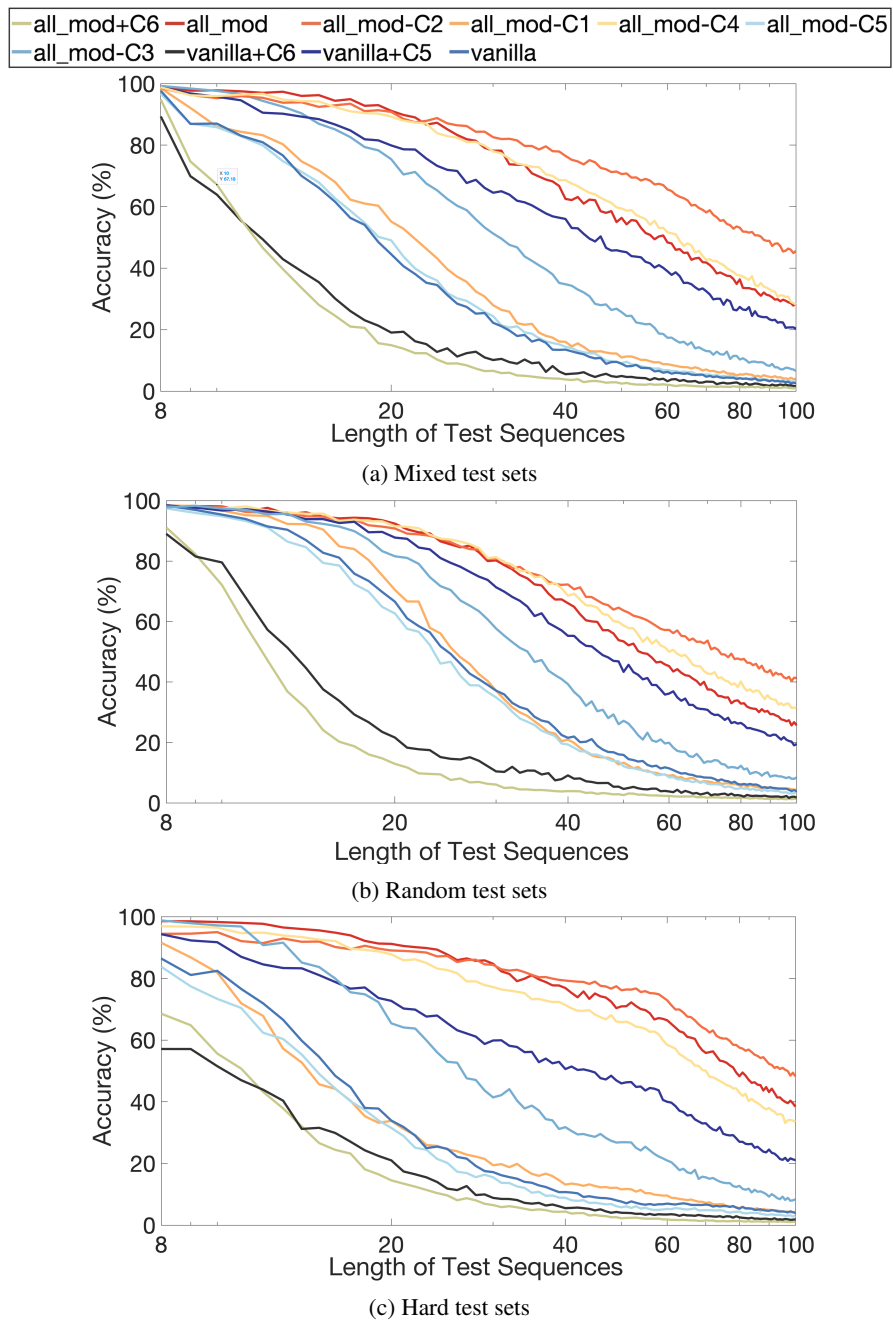 all_mod+C6 all_mod all_mod-C2 all_mod-C1 all_mod-C4 all_mod-C5
all_mod-C3 vanilla+C6 vanilla+C5 vanilla
100
80
60
40
20
0
Accuracy (%)
X 10
Y 67.18
8 20 40 60 80 100
Length of Test Sequences
(a) Mixed test sets
100
80
60
40
20
0
Accuracy (%)
8 20 40 60 80 100
Length of Test Sequences
(b) Random test sets
100
80
60
40
20
0
Accuracy (%)
8 20 40 60 80 100
Length of Test Sequences
(c) Hard test sets